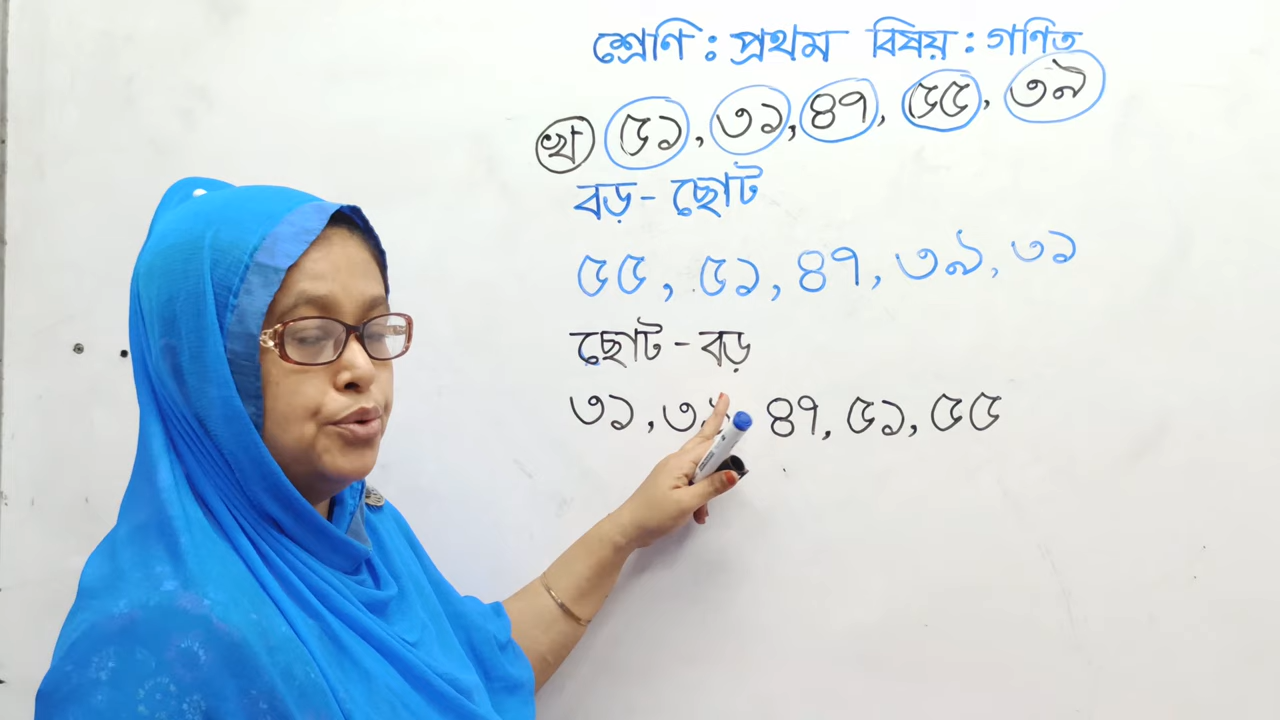 শ্রেণি : প্রথম বিষয় : গণিত
খ ৫১, ৩১, ৪৭, ৫৫, ৩৯
বড় - ছোট
৫৫, ৫১, ৪৭, ৩৯, ৩১
ছোট - বড়
৩১, ৪৭, ৫১, ৫৫